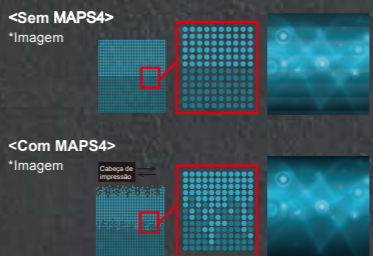 <Sem MAPS4>
*Imagem
<Com MAPS4>
*Imagem
Cabeça de
impressão